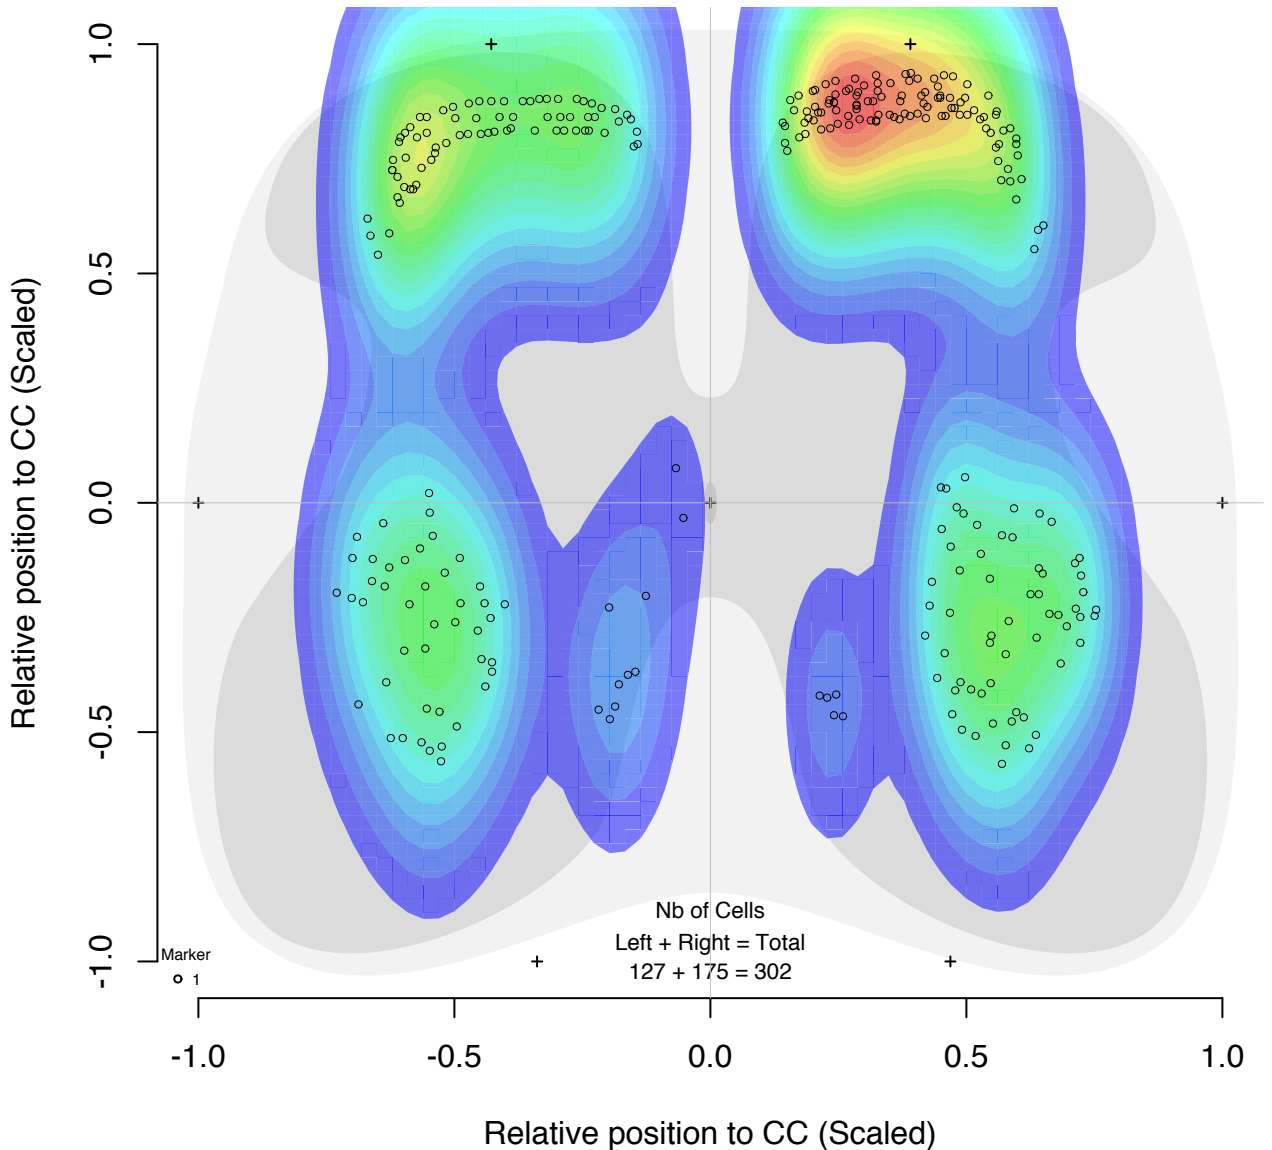 1.0
0.5
0.0
-0.5
-1.0
Relative position to CC (Scaled)
Nb of Cells
Left + Right = Total
127 + 175 = 302
Marker
1
-1.0 -0.5 0.0 0.5 1.0
Relative position to CC (Scaled)